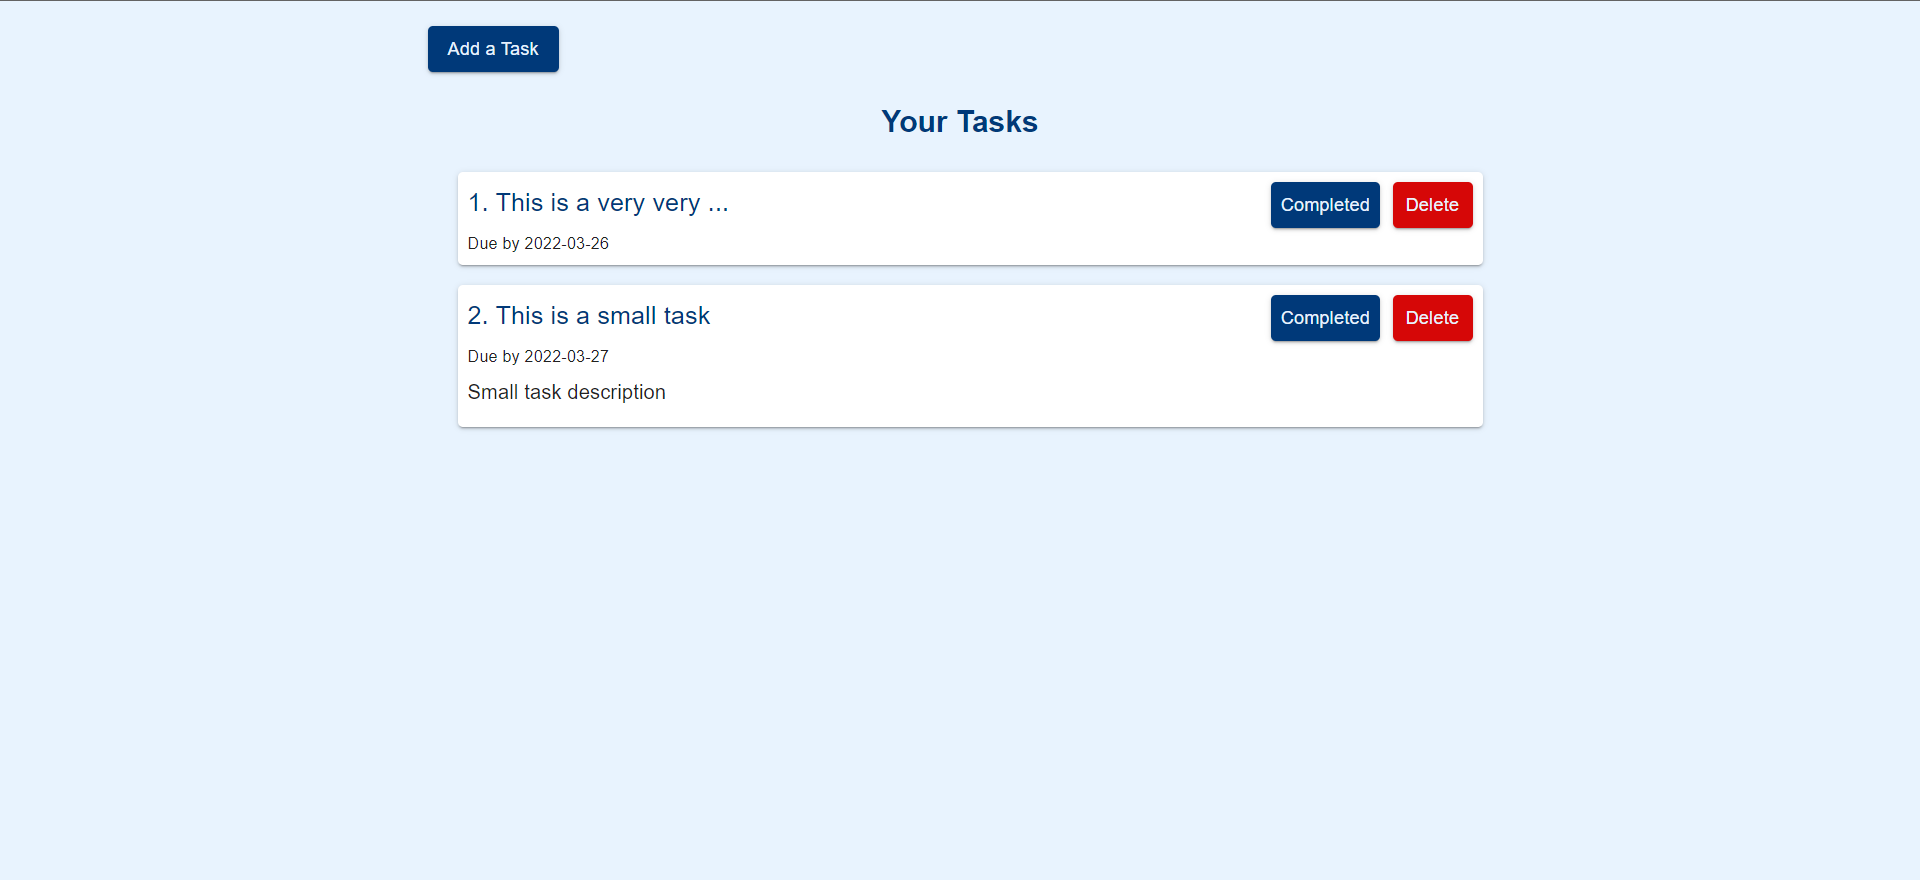 Add a Task
Your Tasks
1. This is a very very ...
Completed
Delete
Due by 2022-03-26
2. This is a small task
Completed
Delete
Due by 2022-03-27
Small task description